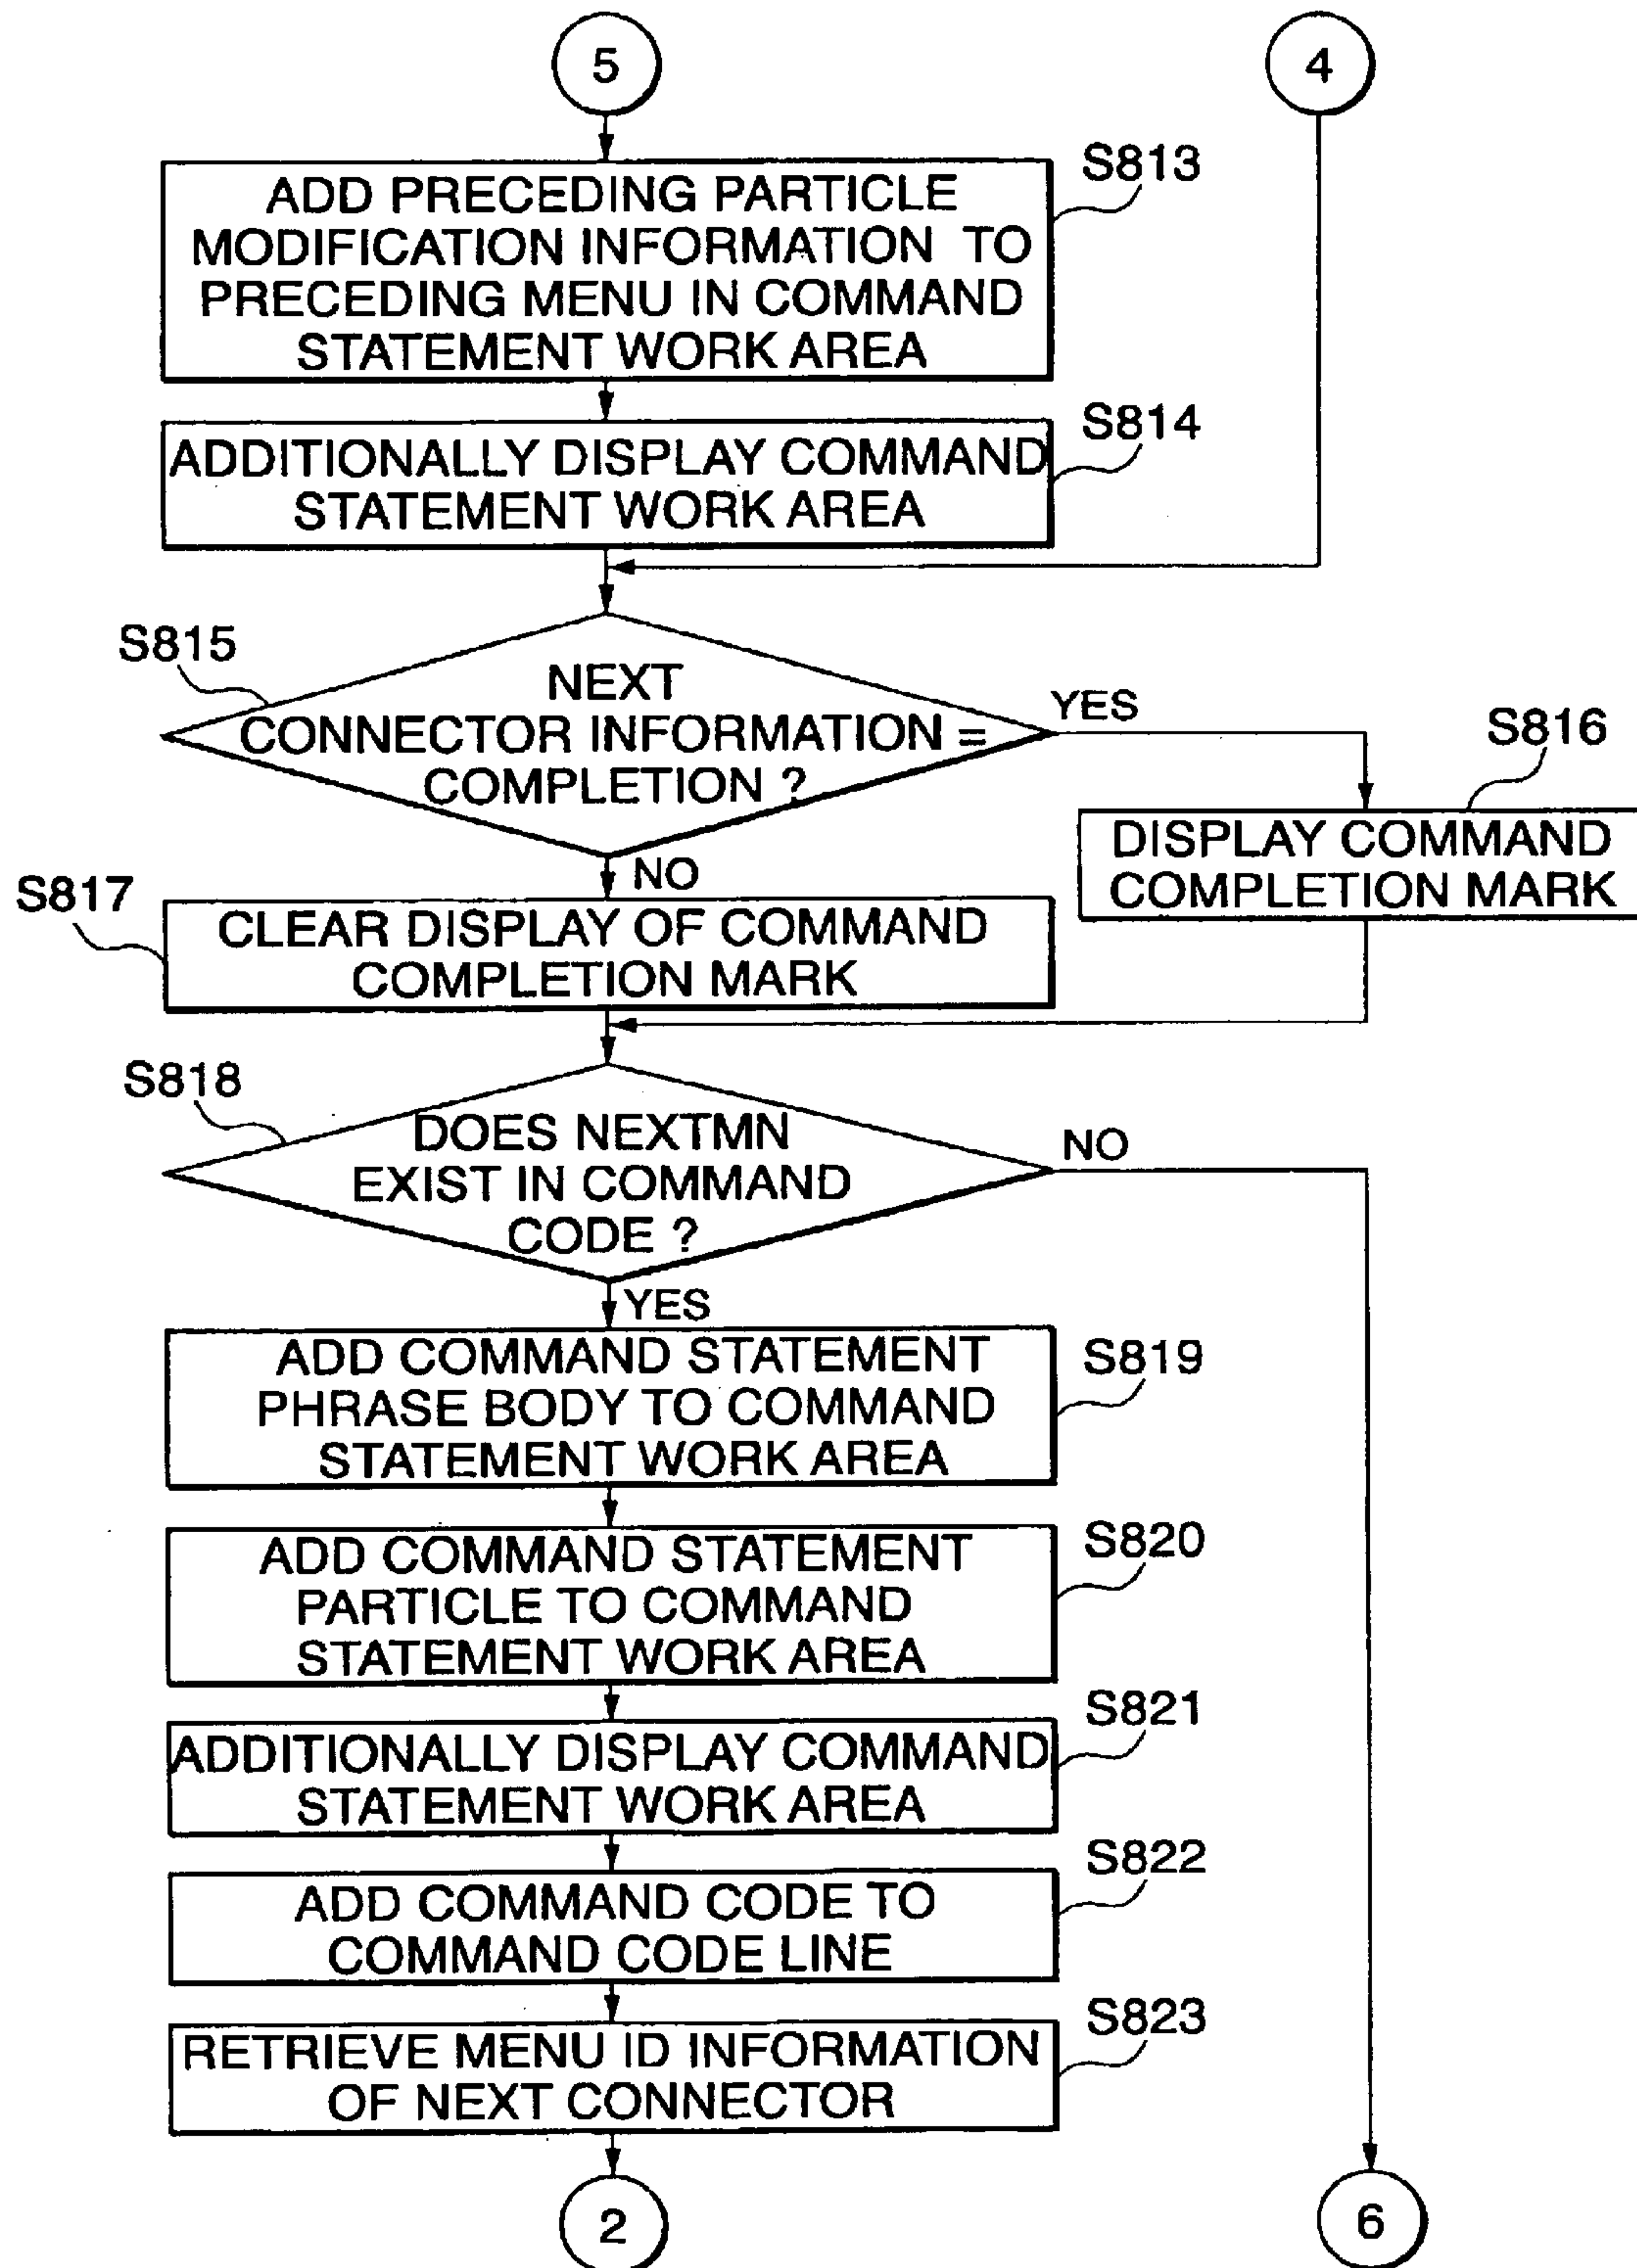 5
4
S813
ADD PRECEDING PARTICLE
MODIFICATION INFORMATION TO
PRECEDING MENU IN COMMAND
STATEMENT WORK AREA
S814
ADDITIONALLY DISPLAY COMMAND
STATEMENT WORK AREA
S815
NEXT
CONNECTOR INFORMATION =
COMPLETION ?
YES
S816
DISPLAY COMMAND
COMPLETION MARK
NO
S817
CLEAR DISPLAY OF COMMAND
COMPLETION MARK
S818
DOES NEXTMN
EXIST IN COMMAND
CODE ?
NO
YES
ADD COMMAND STATEMENT
PHRASE BODY TO COMMAND
STATEMENT WORK AREA
S819
ADD COMMAND STATEMENT
PARTICLE TO COMMAND
STATEMENT WORK AREA
S820
ADDITIONALLY DISPLAY COMMAND
STATEMENT WORK AREA
S821
ADD COMMAND CODE TO
COMMAND CODE LINE
S822
RETRIEVE MENU ID INFORMATION
OF NEXT CONNECTOR
S823
2
6